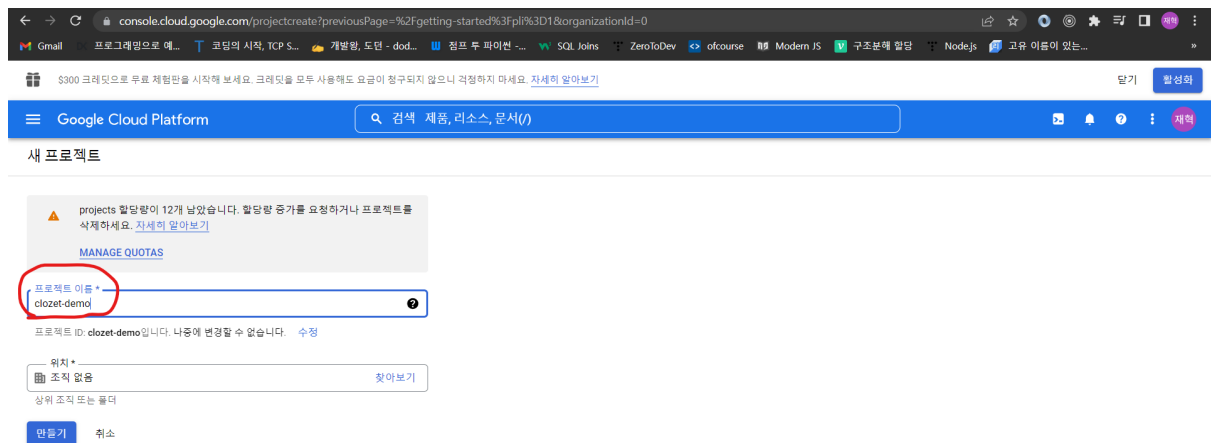 console.cloud.google.com/projectcreate?previousPage=%2Fgetting-started%3Fpli%3D1&organizationId=0 재혁
Gmail 프로그래밍으로 예... 코딩의 시작, TCP S... 개발왕, 도던 - dod... 점프 투 파이썬 -... SQL Joins ZeroToDev ofcourse Modern JS 구조분해 할당 Node.js 고유 이름이 있는... »
$300 크레딧으로 무료 체험판을 시작해 보세요. 크레딧을 모두 사용해도 요금이 청구되지 않으니 걱정하지 마세요. 자세히 알아보기 닫기 활성화
Google Cloud Platform 검색 제품, 리소스, 문서(/) 재혁
새 프로젝트
projects 할당량이 12개 남았습니다. 할당량 증가를 요청하거나 프로젝트를
삭제하세요. 자세히 알아보기
MANAGE QUOTAS
프로젝트 이름 *
clozet-demo
프로젝트 ID: clozet-demo입니다. 나중에 변경할 수 없습니다. 수정
위치 *
조직 없음 찾아보기
상위 조직 또는 폴더
만들기 취소